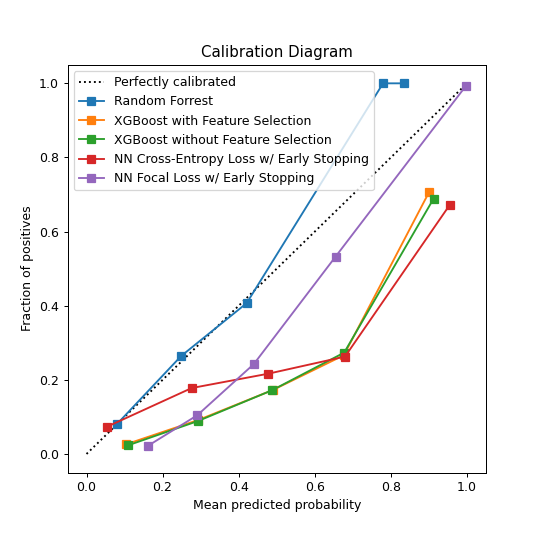 Calibration Diagram
Perfectly calibrated
Random Forrest
XGBoost with Feature Selection
XGBoost without Feature Selection
NN Cross-Entropy Loss w/ Early Stopping
NN Focal Loss w/ Early Stopping
Fraction of positives
1.0
0.8
0.6
0.4
0.2
0.0
0.0 0.2 0.4 0.6 0.8 1.0
Mean predicted probability